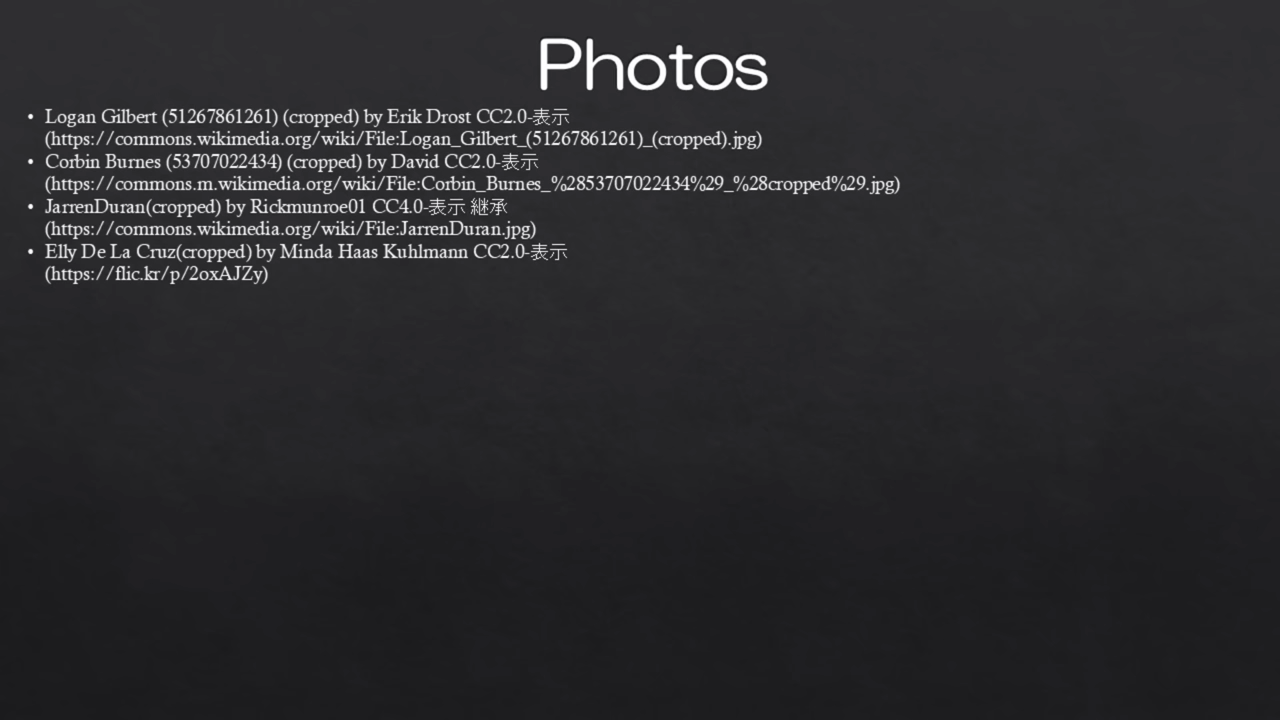 Photos
• Logan Gilbert (51267861261) (cropped) by Erik Drost CC2.0-表示
(https://commons.wikimedia.org/wiki/File:Logan_Gilbert_(51267861261)_(cropped).jpg)
• Corbin Burnes (53707022434) (cropped) by David CC2.0-表示
(https://commons.m.wikimedia.org/wiki/File:Corbin_Burnes_%2853707022434%29_%28cropped%29.jpg)
• JarrenDuran(cropped) by Rickmunroe01 CC4.0-表示 継承
(https://commons.wikimedia.org/wiki/File:JarrenDuran.jpg)
• Elly De La Cruz(cropped) by Minda Haas Kuhlmann CC2.0-表示
(https://flic.kr/p/2oxAJZy)